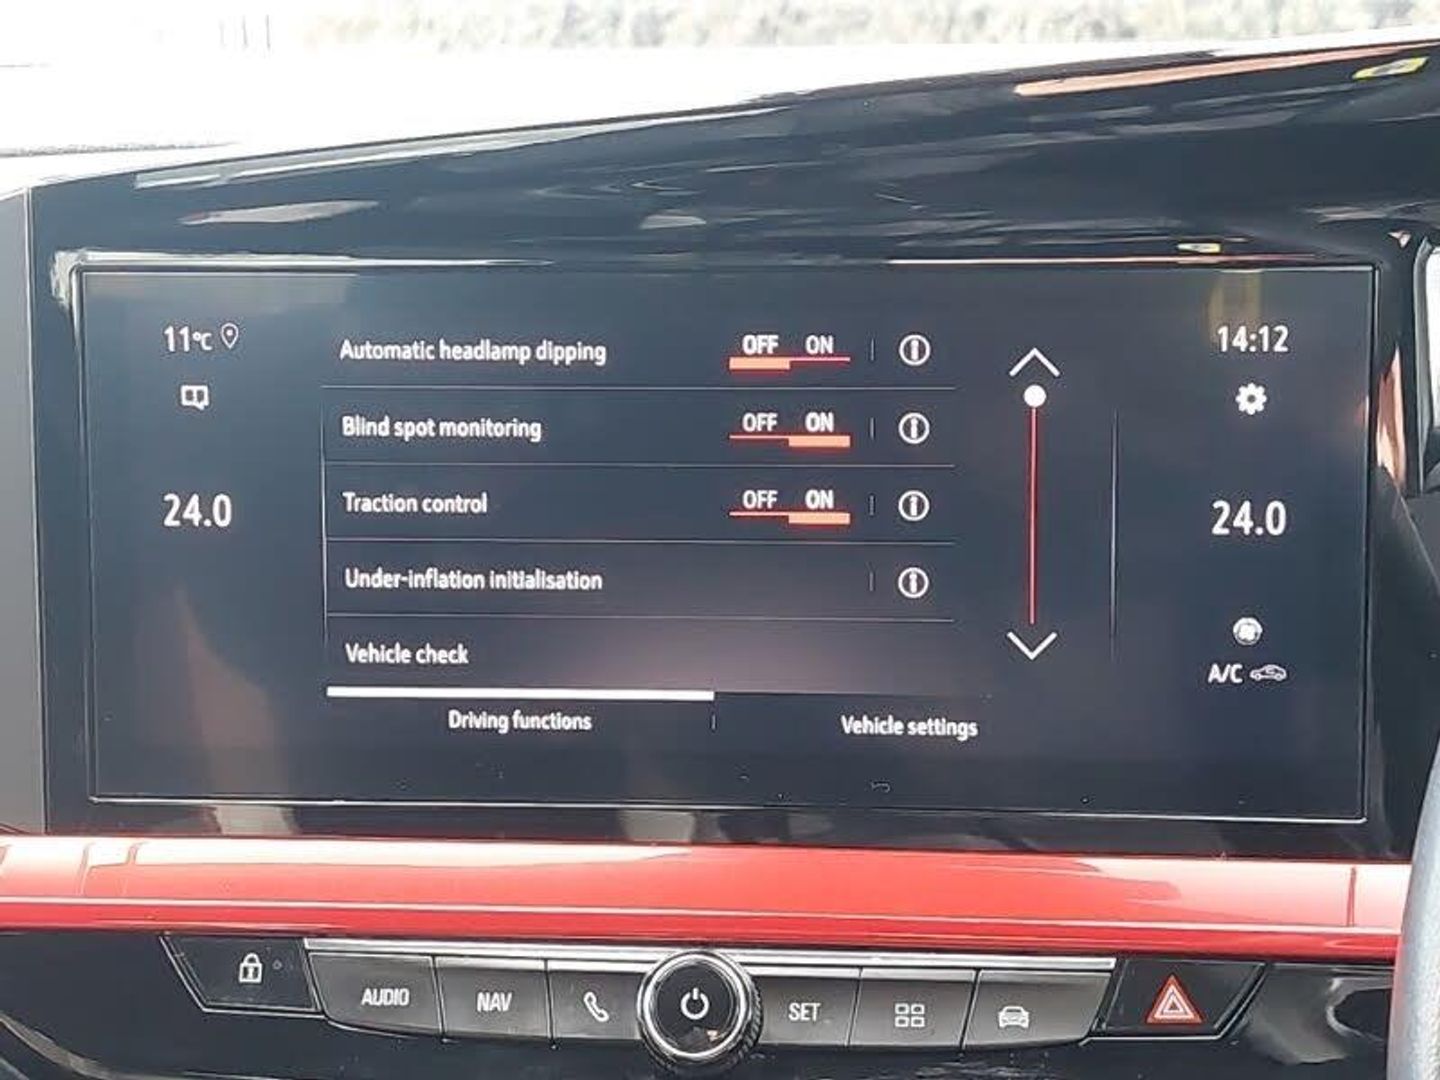 11°C
14:12
Automatic headlamp dipping OFF ON
Blind spot monitoring OFF ON
Traction control OFF ON
24.0
24.0
Under-inflation initialisation
Vehicle check
A/C
Driving functions
Vehicle settings
AUDIO
NAV
SET